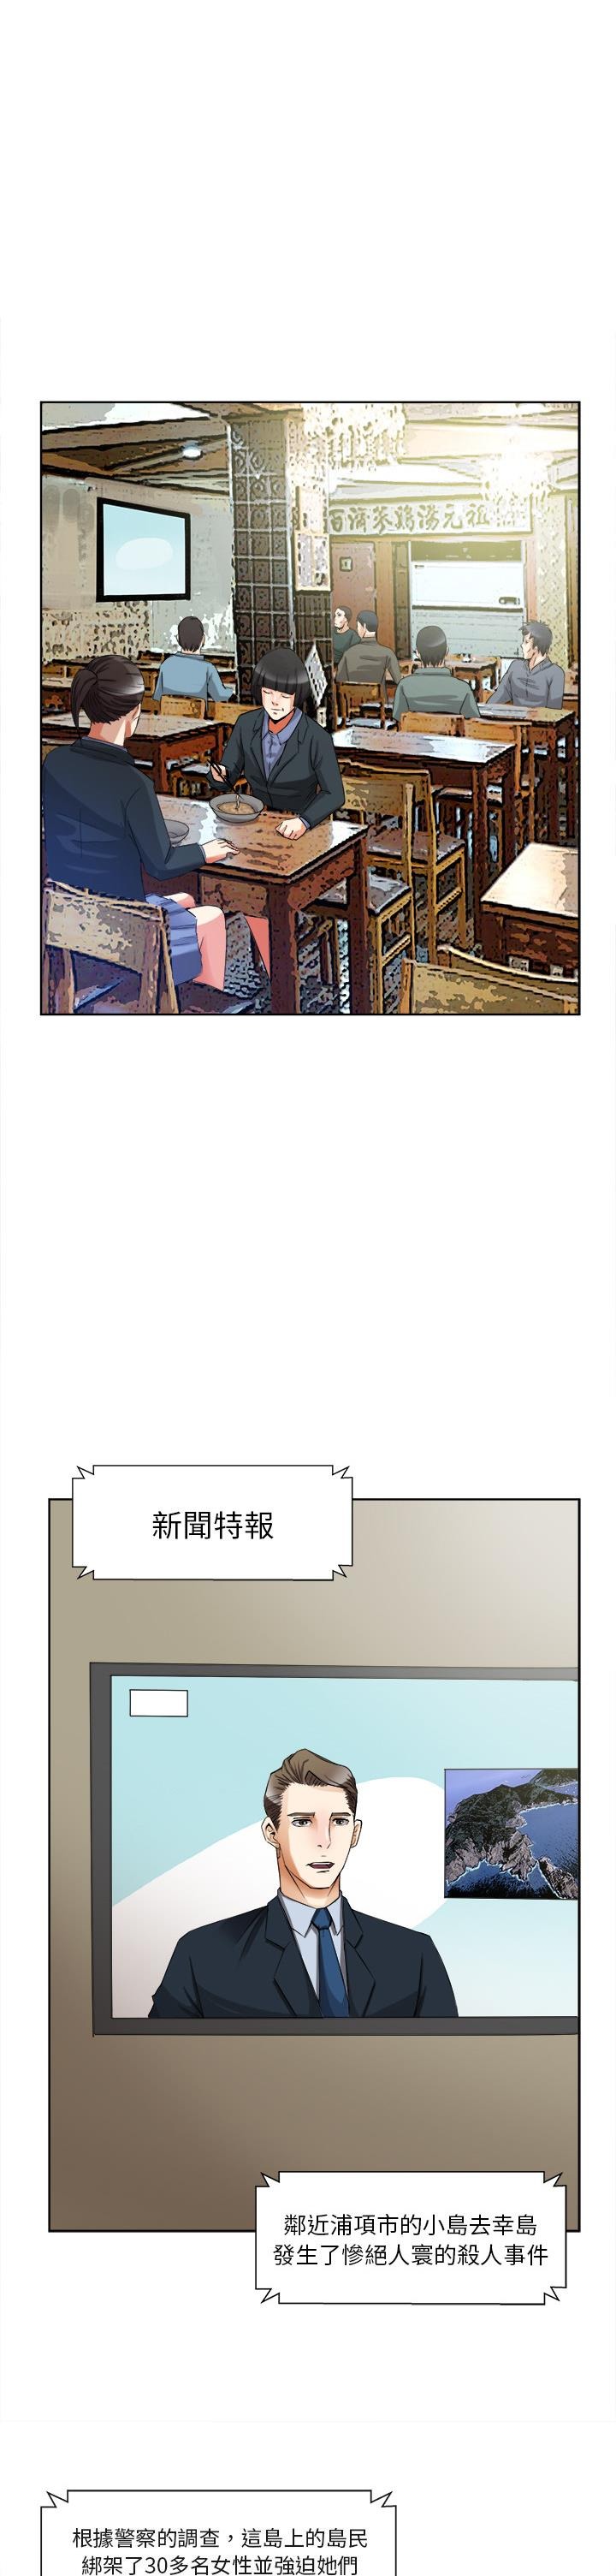 百濟參鷄湯元祖
新聞特報
鄰近浦項市的小島去幸島
發生了慘絕人寰的殺人事件
根據警察的調查，這島上的島民
綁架了30多名女性並強迫她們